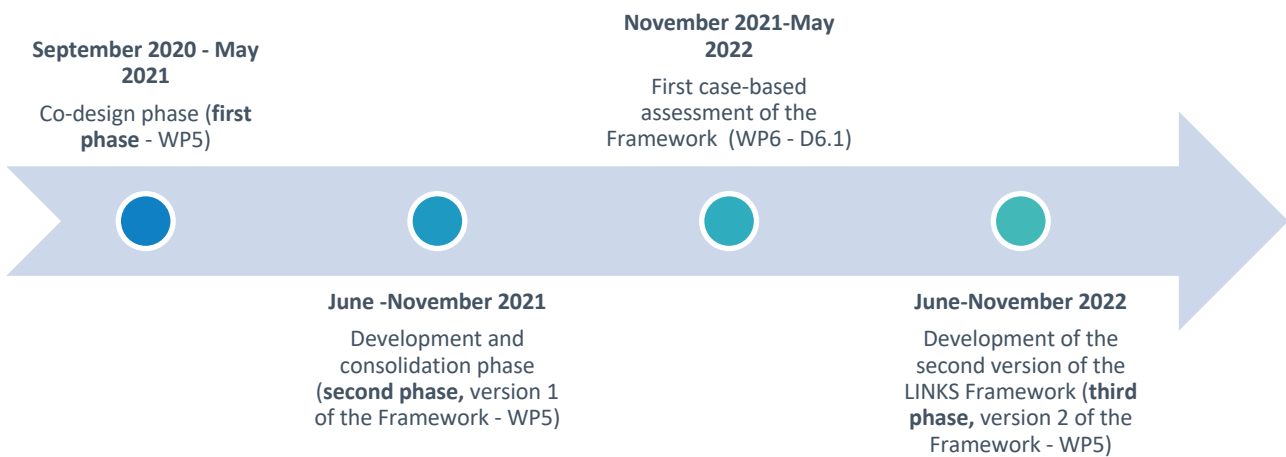 September 2020 - May
2021
Co-design phase (first
phase - WP5)
June -November 2021
Development and
consolidation phase
(second phase, version 1
of the Framework - WP5)
November 2021-May
2022
First case-based
assessment of the
Framework (WP6 - D6.1)
June-November 2022
Development of the
second version of the
LINKS Framework (third
phase, version 2 of the
Framework - WP5)